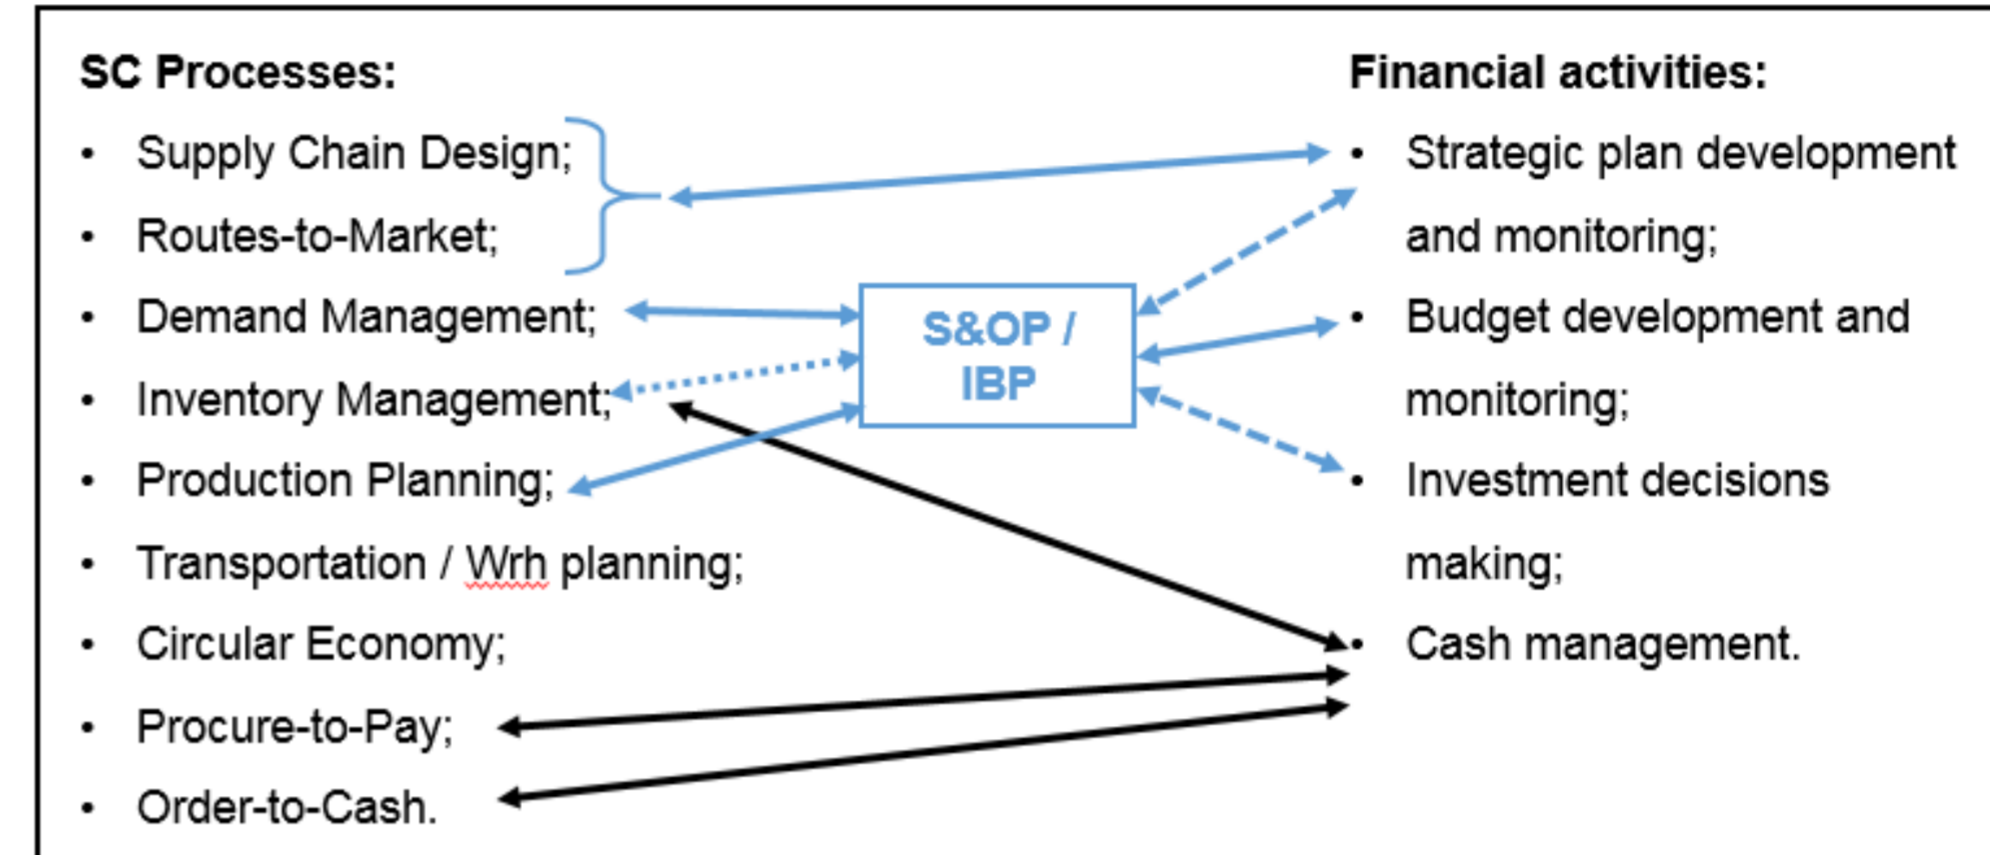 SC Processes:
• Supply Chain Design;
• Routes-to-Market;
• Demand Management;
• Inventory Management;
• Production Planning;
• Transportation / Wrh planning;
• Circular Economy;
• Procure-to-Pay;
• Order-to-Cash.
S&OP /
IBP
Financial activities:
• Strategic plan development
and monitoring;
• Budget development and
monitoring;
• Investment decisions
making;
• Cash management.